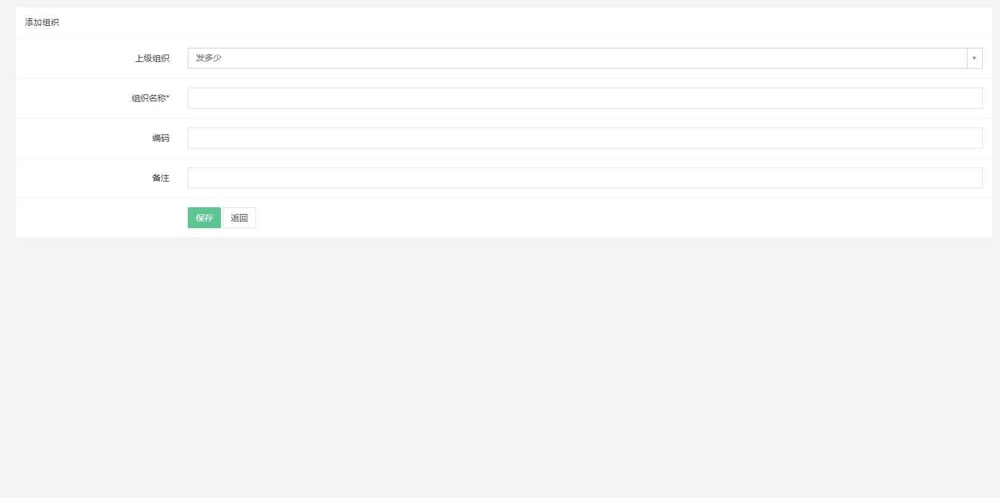 添加组织
上级组织 发多少
组织名称*
编码
备注
保存 返回